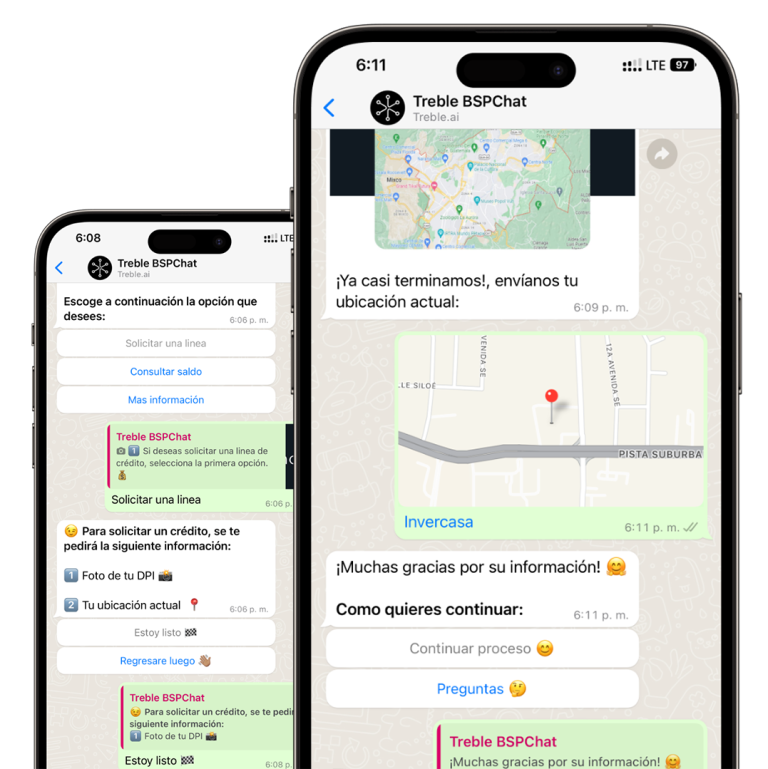 6:08
LTE
Treble BSPChat
Treble.ai
Escoge a continuación la opción que
desees:
6:06 p. m.
Solicitar una linea
Consultar saldo
Mas información
Treble BSPChat
📷 1️⃣ Si deseas solicitar una linea de
crédito, selecciona la primera opción.
💰
Solicitar una linea
6:06 p.
😉 Para solicitar un crédito, se te
pedirá la siguiente información:
1️⃣ Foto de tu DPI 📸
2️⃣ Tu ubicación actual 📍
6:06 p. m.
Estoy listo 🏁
Regresare luego 👋🏽
Treble BSPChat
😉 Para solicitar un crédito, se te pedir
siguiente información:
1️⃣ Foto de tu DPI 📸
Estoy listo 🏁
6:08 p.
6:11
LTE 97
Treble BSPChat
Treble.ai
Mixco
¡Ya casi terminamos!, envíanos tu
ubicación actual:
6:09 p. m.
VENIDA SE
12A AVENIDA SE
LE SILOÉ
PISTA SUBURBA
Invercasa
6:11 p. m.
¡Muchas gracias por su información! 🤗
Como quieres continuar:
6:11 p. m.
Continuar proceso 😊
Preguntas 🤔
Treble BSPChat
¡Muchas gracias por su información! 🤗